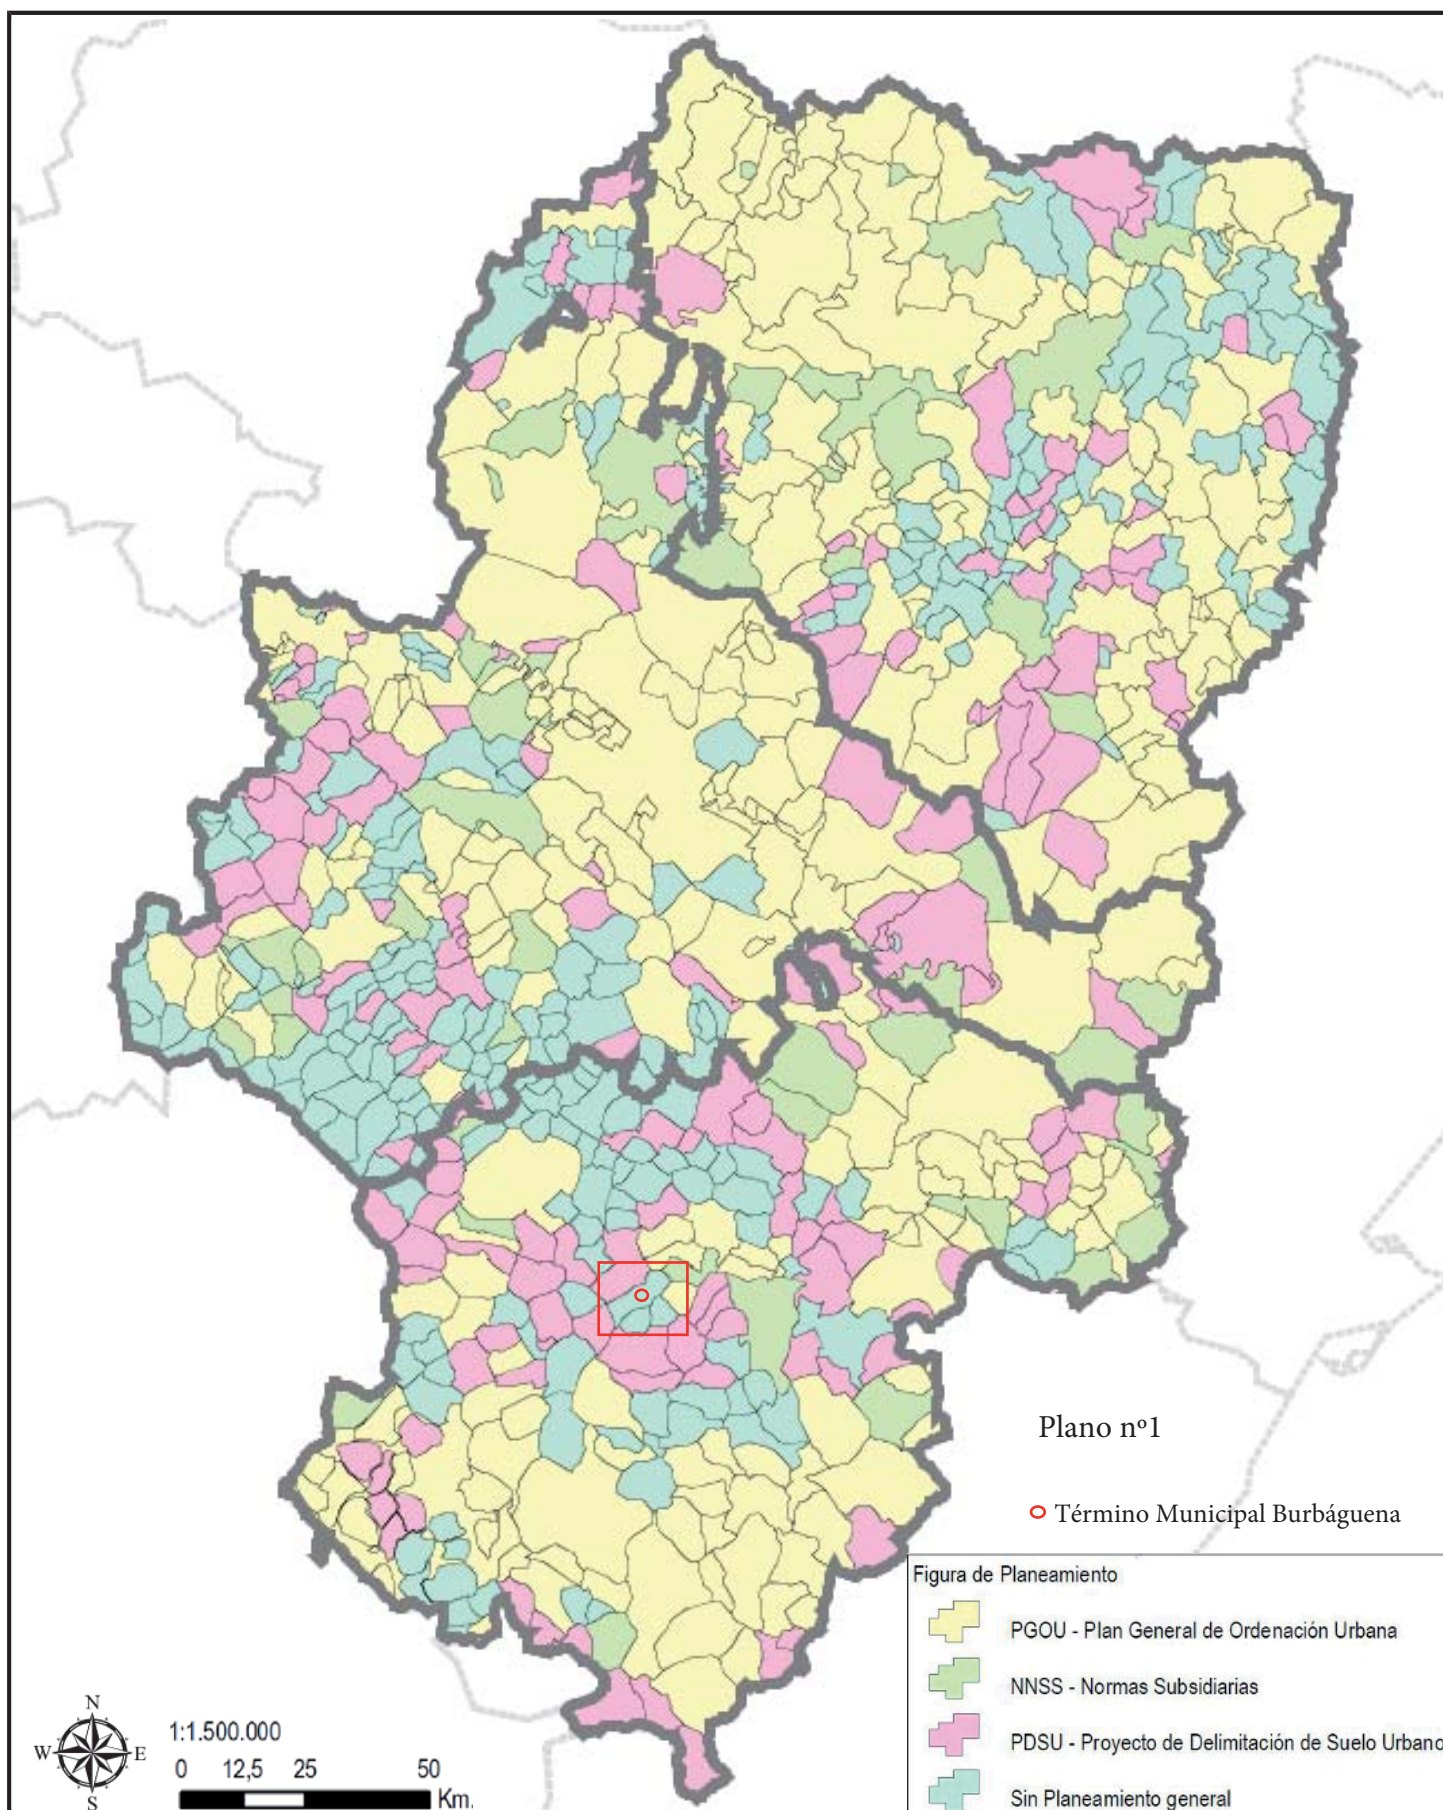 Plano nº1
Término Municipal Burbáguena
Figura de Planeamiento
PGOU - Plan General de Ordenación Urbana
NNSS - Normas Subsidiarias
PDSU - Proyecto de Delimitación de Suelo Urbano
Sin Planeamiento general
N
W E
S
1:1.500.000
0 12,5 25 50
Km.